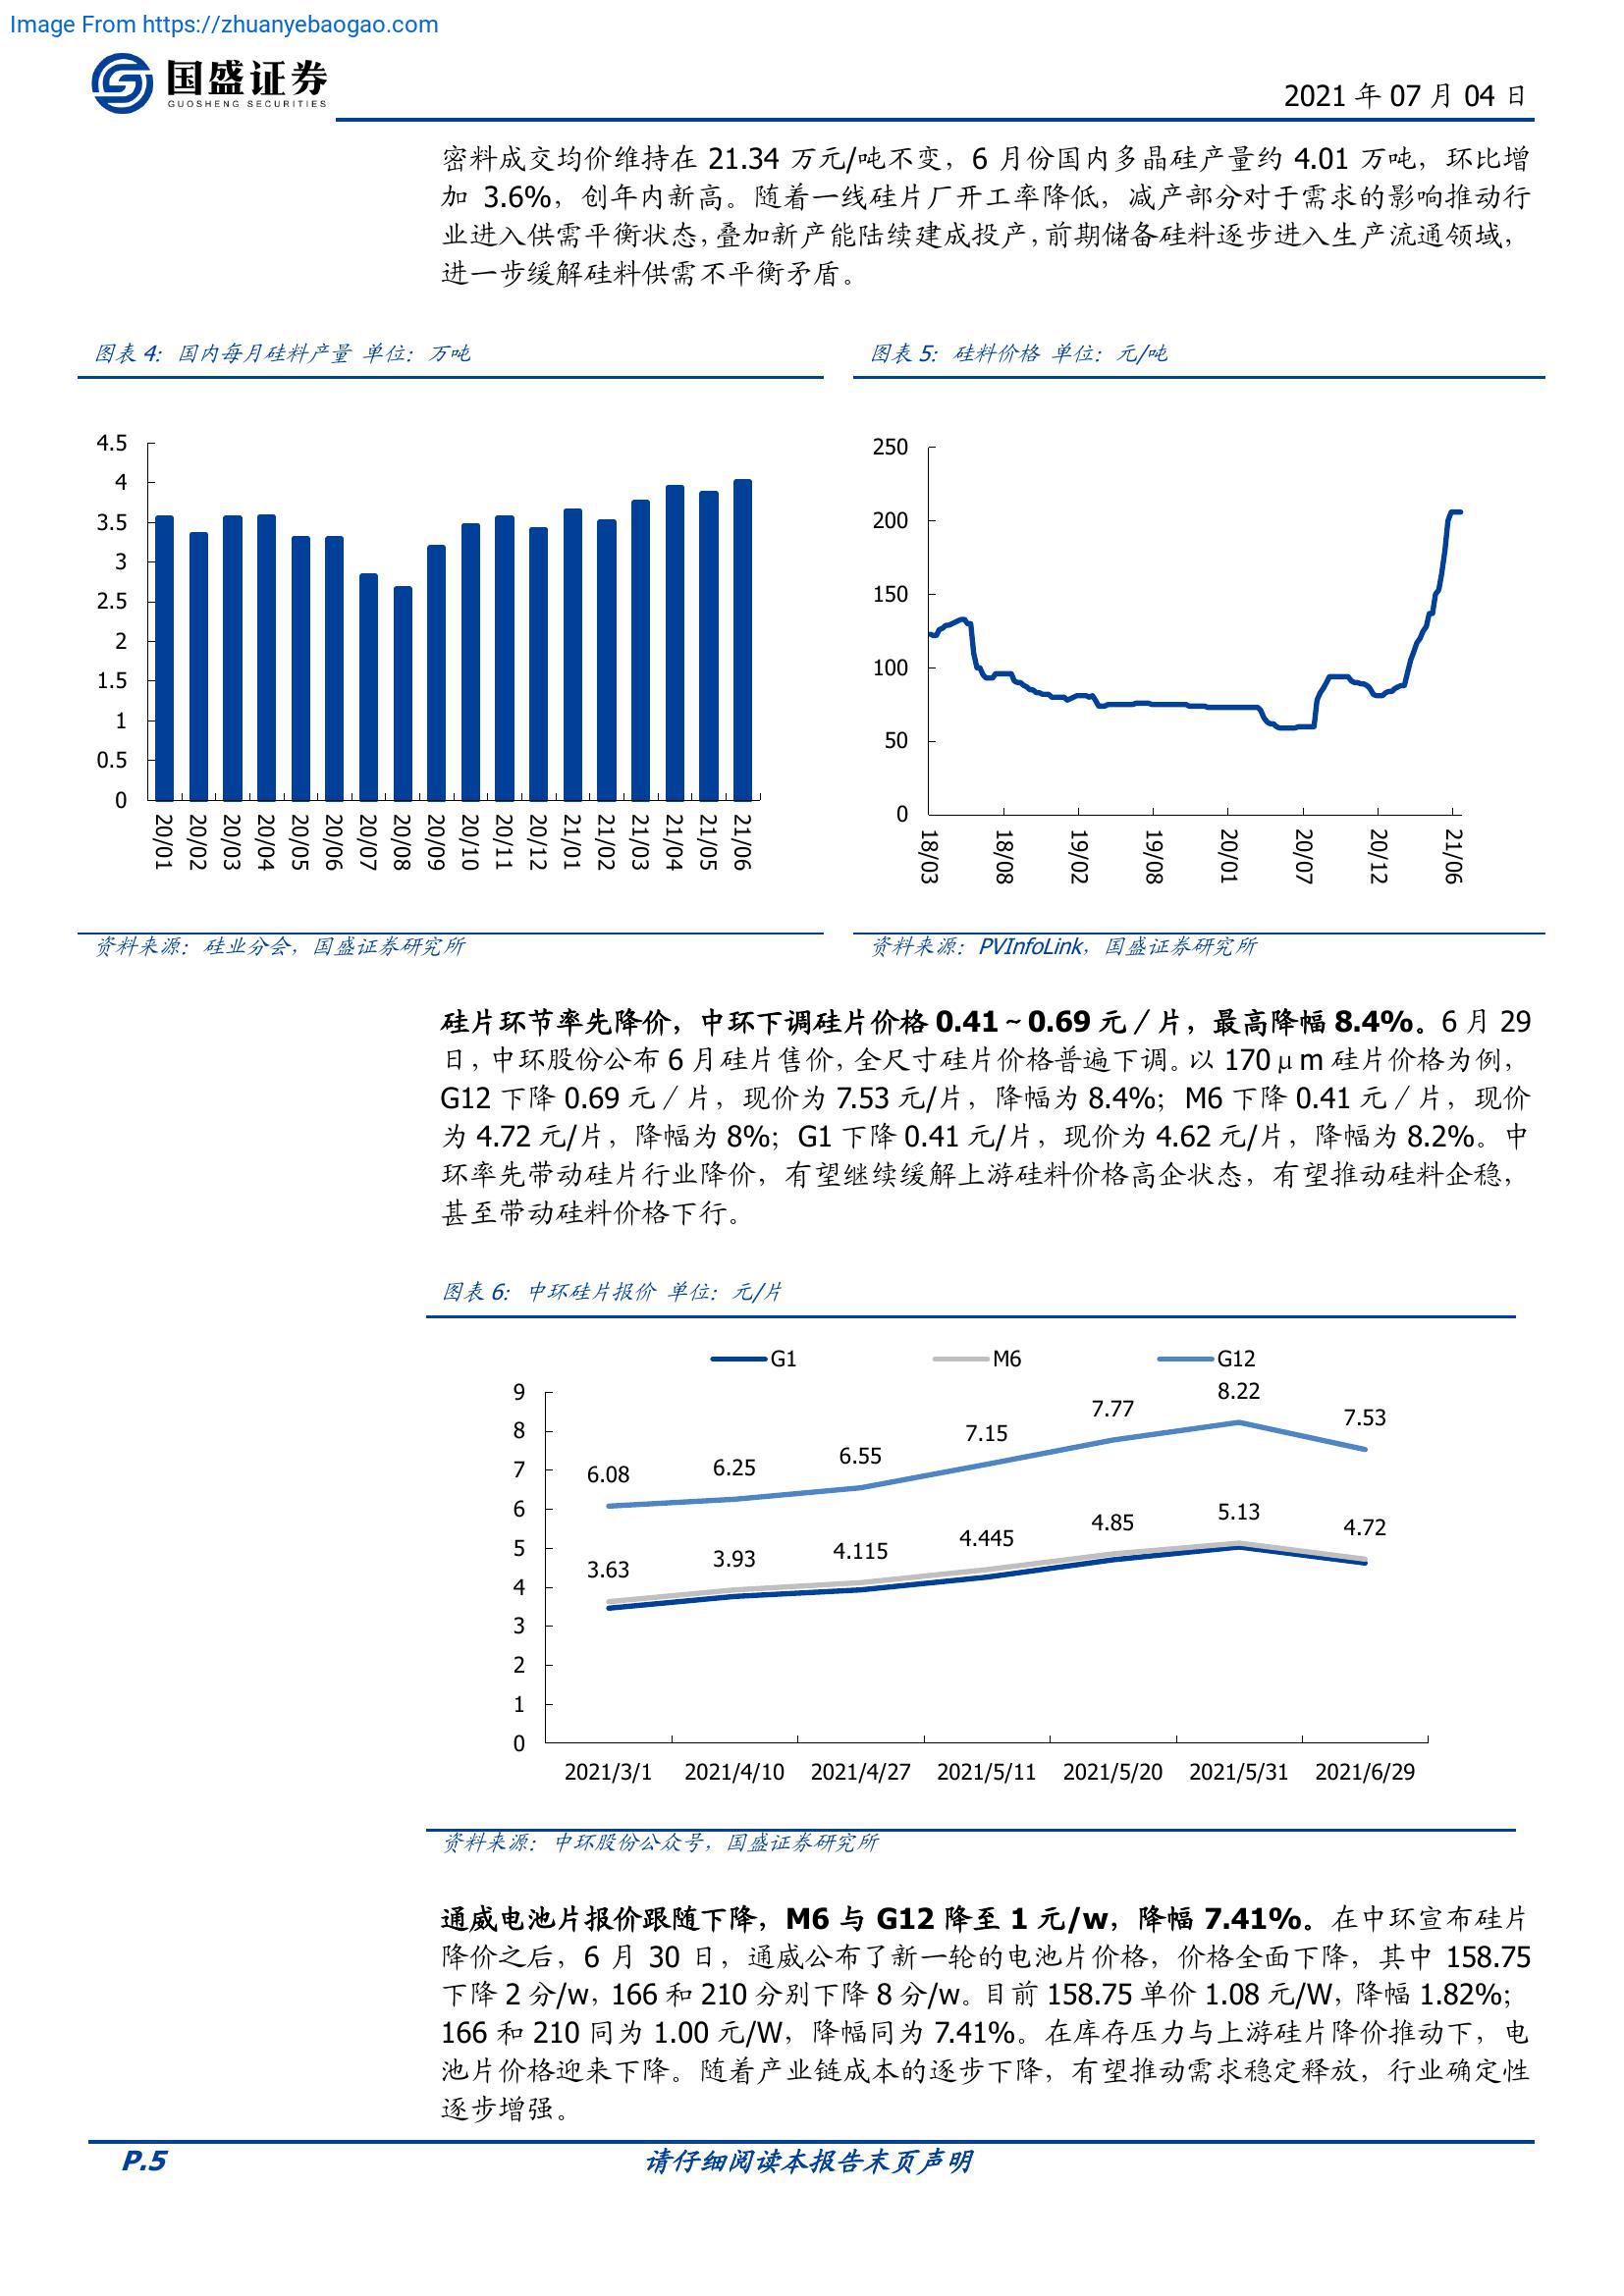 Image From https://zhuanyebaogao.com
国盛证券
GUOSHENG SECURITIES
2021 年 07 月 04 日
密料成交均价维持在 21.34 万元/吨不变，6 月份国内多晶硅产量约 4.01 万吨，环比增
加 3.6%，创年内新高。随着一线硅片厂开工率降低，减产部分对于需求的影响推动行
业进入供需平衡状态，叠加新产能陆续建成投产，前期储备硅料逐步进入生产流通领域，
进一步缓解硅料供需不平衡矛盾。
图表 4：国内每月硅料产量 单位：万吨
4.5
4
3.5
3
2.5
2
1.5
1
0.5
0
20/01 20/02 20/03 20/04 20/05 20/06 20/07 20/08 20/09 20/10 20/11 20/12 21/01 21/02 21/03 21/04 21/05 21/06
资料来源：硅业分会，国盛证券研究所
图表 5：硅料价格 单位：元/吨
250
200
150
100
50
0
18/03 18/08 19/02 19/08 20/01 20/07 20/12 21/06
资料来源：PVInfoLink，国盛证券研究所
硅片环节率先降价，中环下调硅片价格 0.41～0.69 元／片，最高降幅 8.4%。6 月 29
日，中环股份公布 6 月硅片售价，全尺寸硅片价格普遍下调。以 170μm 硅片价格为例，
G12 下降 0.69 元／片，现价为 7.53 元/片，降幅为 8.4%；M6 下降 0.41 元／片，现价
为 4.72 元/片，降幅为 8%；G1 下降 0.41 元/片，现价为 4.62 元/片，降幅为 8.2%。中
环率先带动硅片行业降价，有望继续缓解上游硅料价格高企状态，有望推动硅料企稳，
甚至带动硅料价格下行。
图表 6：中环硅片报价 单位：元/片
G1 M6 G12
9
8
7
6
5
4
3
2
1
0
6.08 6.25 6.55 7.15 7.77 8.22 7.53
3.63 3.93 4.115 4.445 4.85 5.13 4.72
2021/3/1 2021/4/10 2021/4/27 2021/5/11 2021/5/20 2021/5/31 2021/6/29
资料来源：中环股份公众号，国盛证券研究所
通威电池片报价跟随下降，M6 与 G12 降至 1 元/w，降幅 7.41%。在中环宣布硅片
降价之后，6 月 30 日，通威公布了新一轮的电池片价格，价格全面下降，其中 158.75
下降 2 分/w，166 和 210 分别下降 8 分/w。目前 158.75 单价 1.08 元/W，降幅 1.82%；
166 和 210 同为 1.00 元/W，降幅同为 7.41%。在库存压力与上游硅片降价推动下，电
池片价格迎来下降。随着产业链成本的逐步下降，有望推动需求稳定释放，行业确定性
逐步增强。
P.5
请仔细阅读本报告末页声明